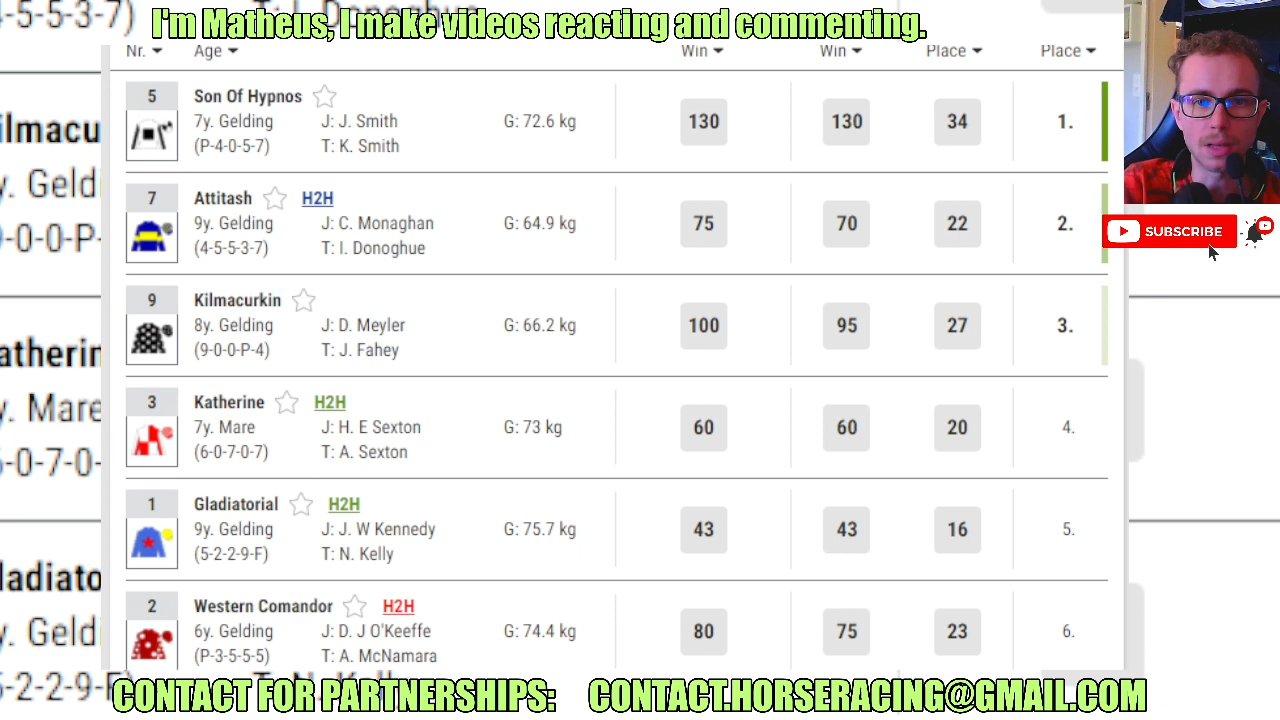 I'm Matheus, I make videos reacting and commenting.
Nr. Age Win Win Place Place
5 Son Of Hypnos
7y. Gelding J: J. Smith G: 72.6 kg 130 130 34 1.
(P-4-0-5-7) T: K. Smith
7 Attitash H2H
9y. Gelding J: C. Monaghan G: 64.9 kg 75 70 22 2.
(4-5-5-3-7) T: I. Donoghue
SUBSCRIBE
9 Kilmacurkin
8y. Gelding J: D. Meyler G: 66.2 kg 100 95 27 3.
(9-0-0-P-4) T: J. Fahey
3 Katherine H2H
7y. Mare J: H. E Sexton G: 73 kg 60 60 20 4.
(6-0-7-0-7) T: A. Sexton
1 Gladiatorial H2H
9y. Gelding J: J. W Kennedy G: 75.7 kg 43 43 16 5.
(5-2-2-9-F) T: N. Kelly
2 Western Comandor H2H
6y. Gelding J: D. J O'Keeffe G: 74.4 kg 80 75 23 6.
(P-3-5-5-5) T: A. McNamara
CONTACT FOR PARTNERSHIPS: CONTACT.HORSERACING@GMAIL.COM